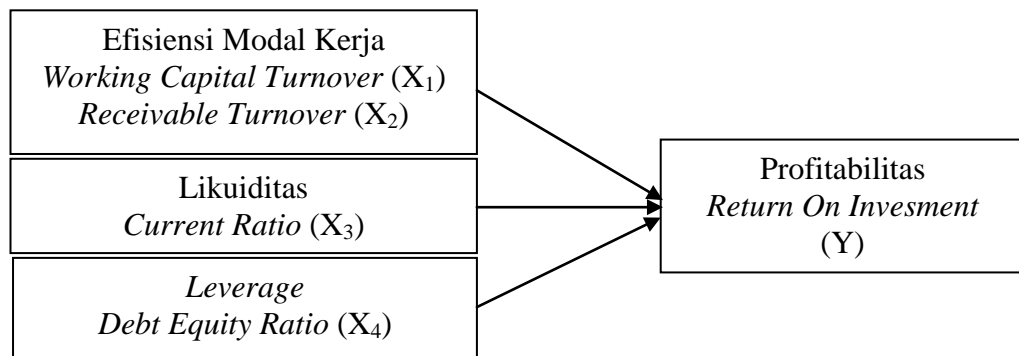 Efisiensi Modal Kerja
Working Capital Turnover (X₁)
Receivable Turnover (X₂)
Likuiditas
Current Ratio (X₃)
Leverage
Debt Equity Ratio (X₄)
Profitabilitas
Return On Invesment
(Y)